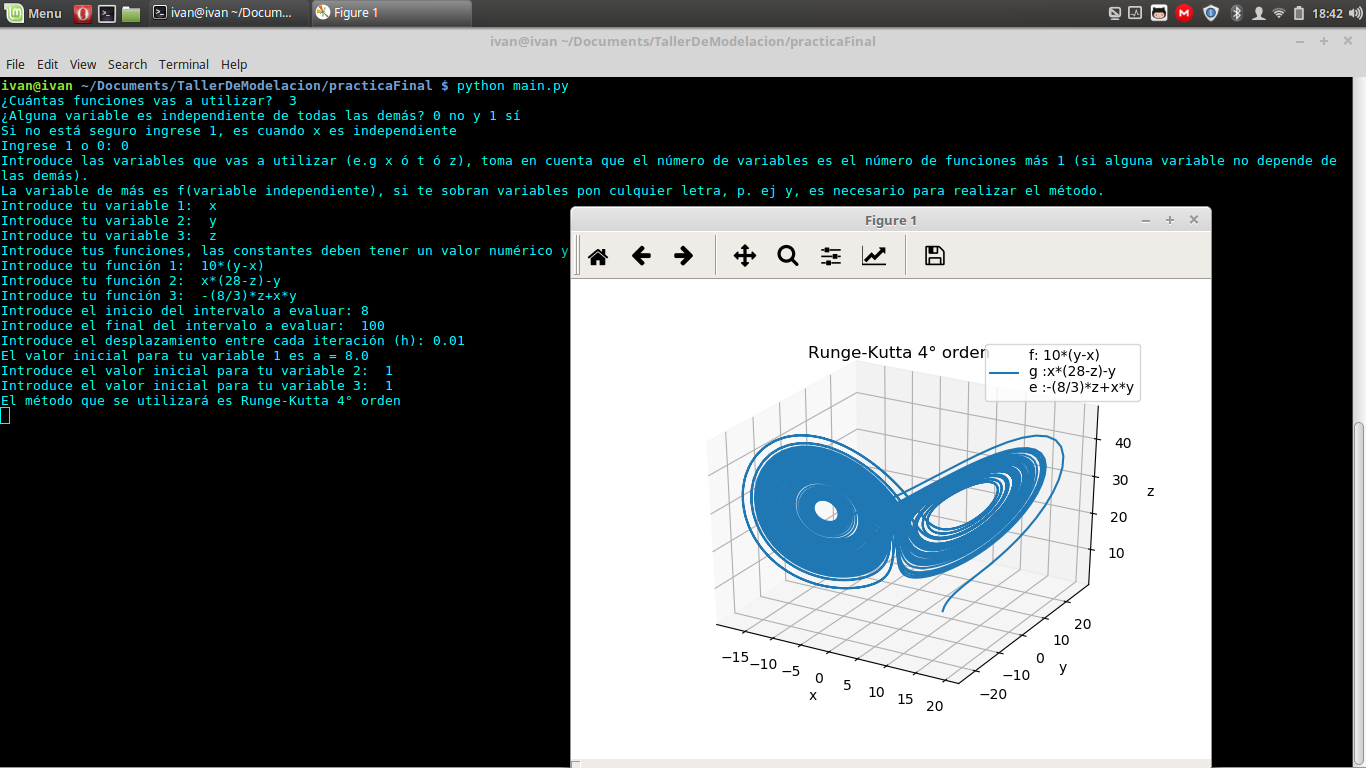 Menu
ivan@ivan ~/Docum...
Figure 1
18:42
ivan@ivan ~/Documents/TallerDeModelacion/practicaFinal
File Edit View Search Terminal Help
ivan@ivan ~/Documents/TallerDeModelacion/practicaFinal $ python main.py
¿Cuántas funciones vas a utilizar?  3
¿Alguna variable es independiente de todas las demás? 0 no y 1 sí
Si no está seguro ingrese 1, es cuando x es independiente
Ingrese 1 o 0: 0
Introduce las variables que vas a utilizar (e.g x ó t ó z), toma en cuenta que el número de variables es el número de funciones más 1 (si alguna variable no depende de
las demás).
La variable de más es f(variable independiente), si te sobran variables pon culquier letra, p. ej y, es necesario para realizar el método.
Introduce tu variable 1:  x
Introduce tu variable 2:  y
Introduce tu variable 3:  z
Introduce tus funciones, las constantes deben tener un valor numérico y
Introduce tu función 1:  10*(y-x)
Introduce tu función 2:  x*(28-z)-y
Introduce tu función 3:  -(8/3)*z+x*y
Introduce el inicio del intervalo a evaluar: 8
Introduce el final del intervalo a evaluar:  100
Introduce el desplazamiento entre cada iteración (h): 0.01
El valor inicial para tu variable 1 es a = 8.0
Introduce el valor inicial para tu variable 2:  1
Introduce el valor inicial para tu variable 3:  1
El método que se utilizará es Runge-Kutta 4° orden
Figure 1
Runge-Kutta 4° orden
f: 10*(y-x)
g :x*(28-z)-y
e :-(8/3)*z+x*y
40
30
z
20
10
20
10
0
y
−10
−20
−15
−10
−5
0
5
10
15
20
x